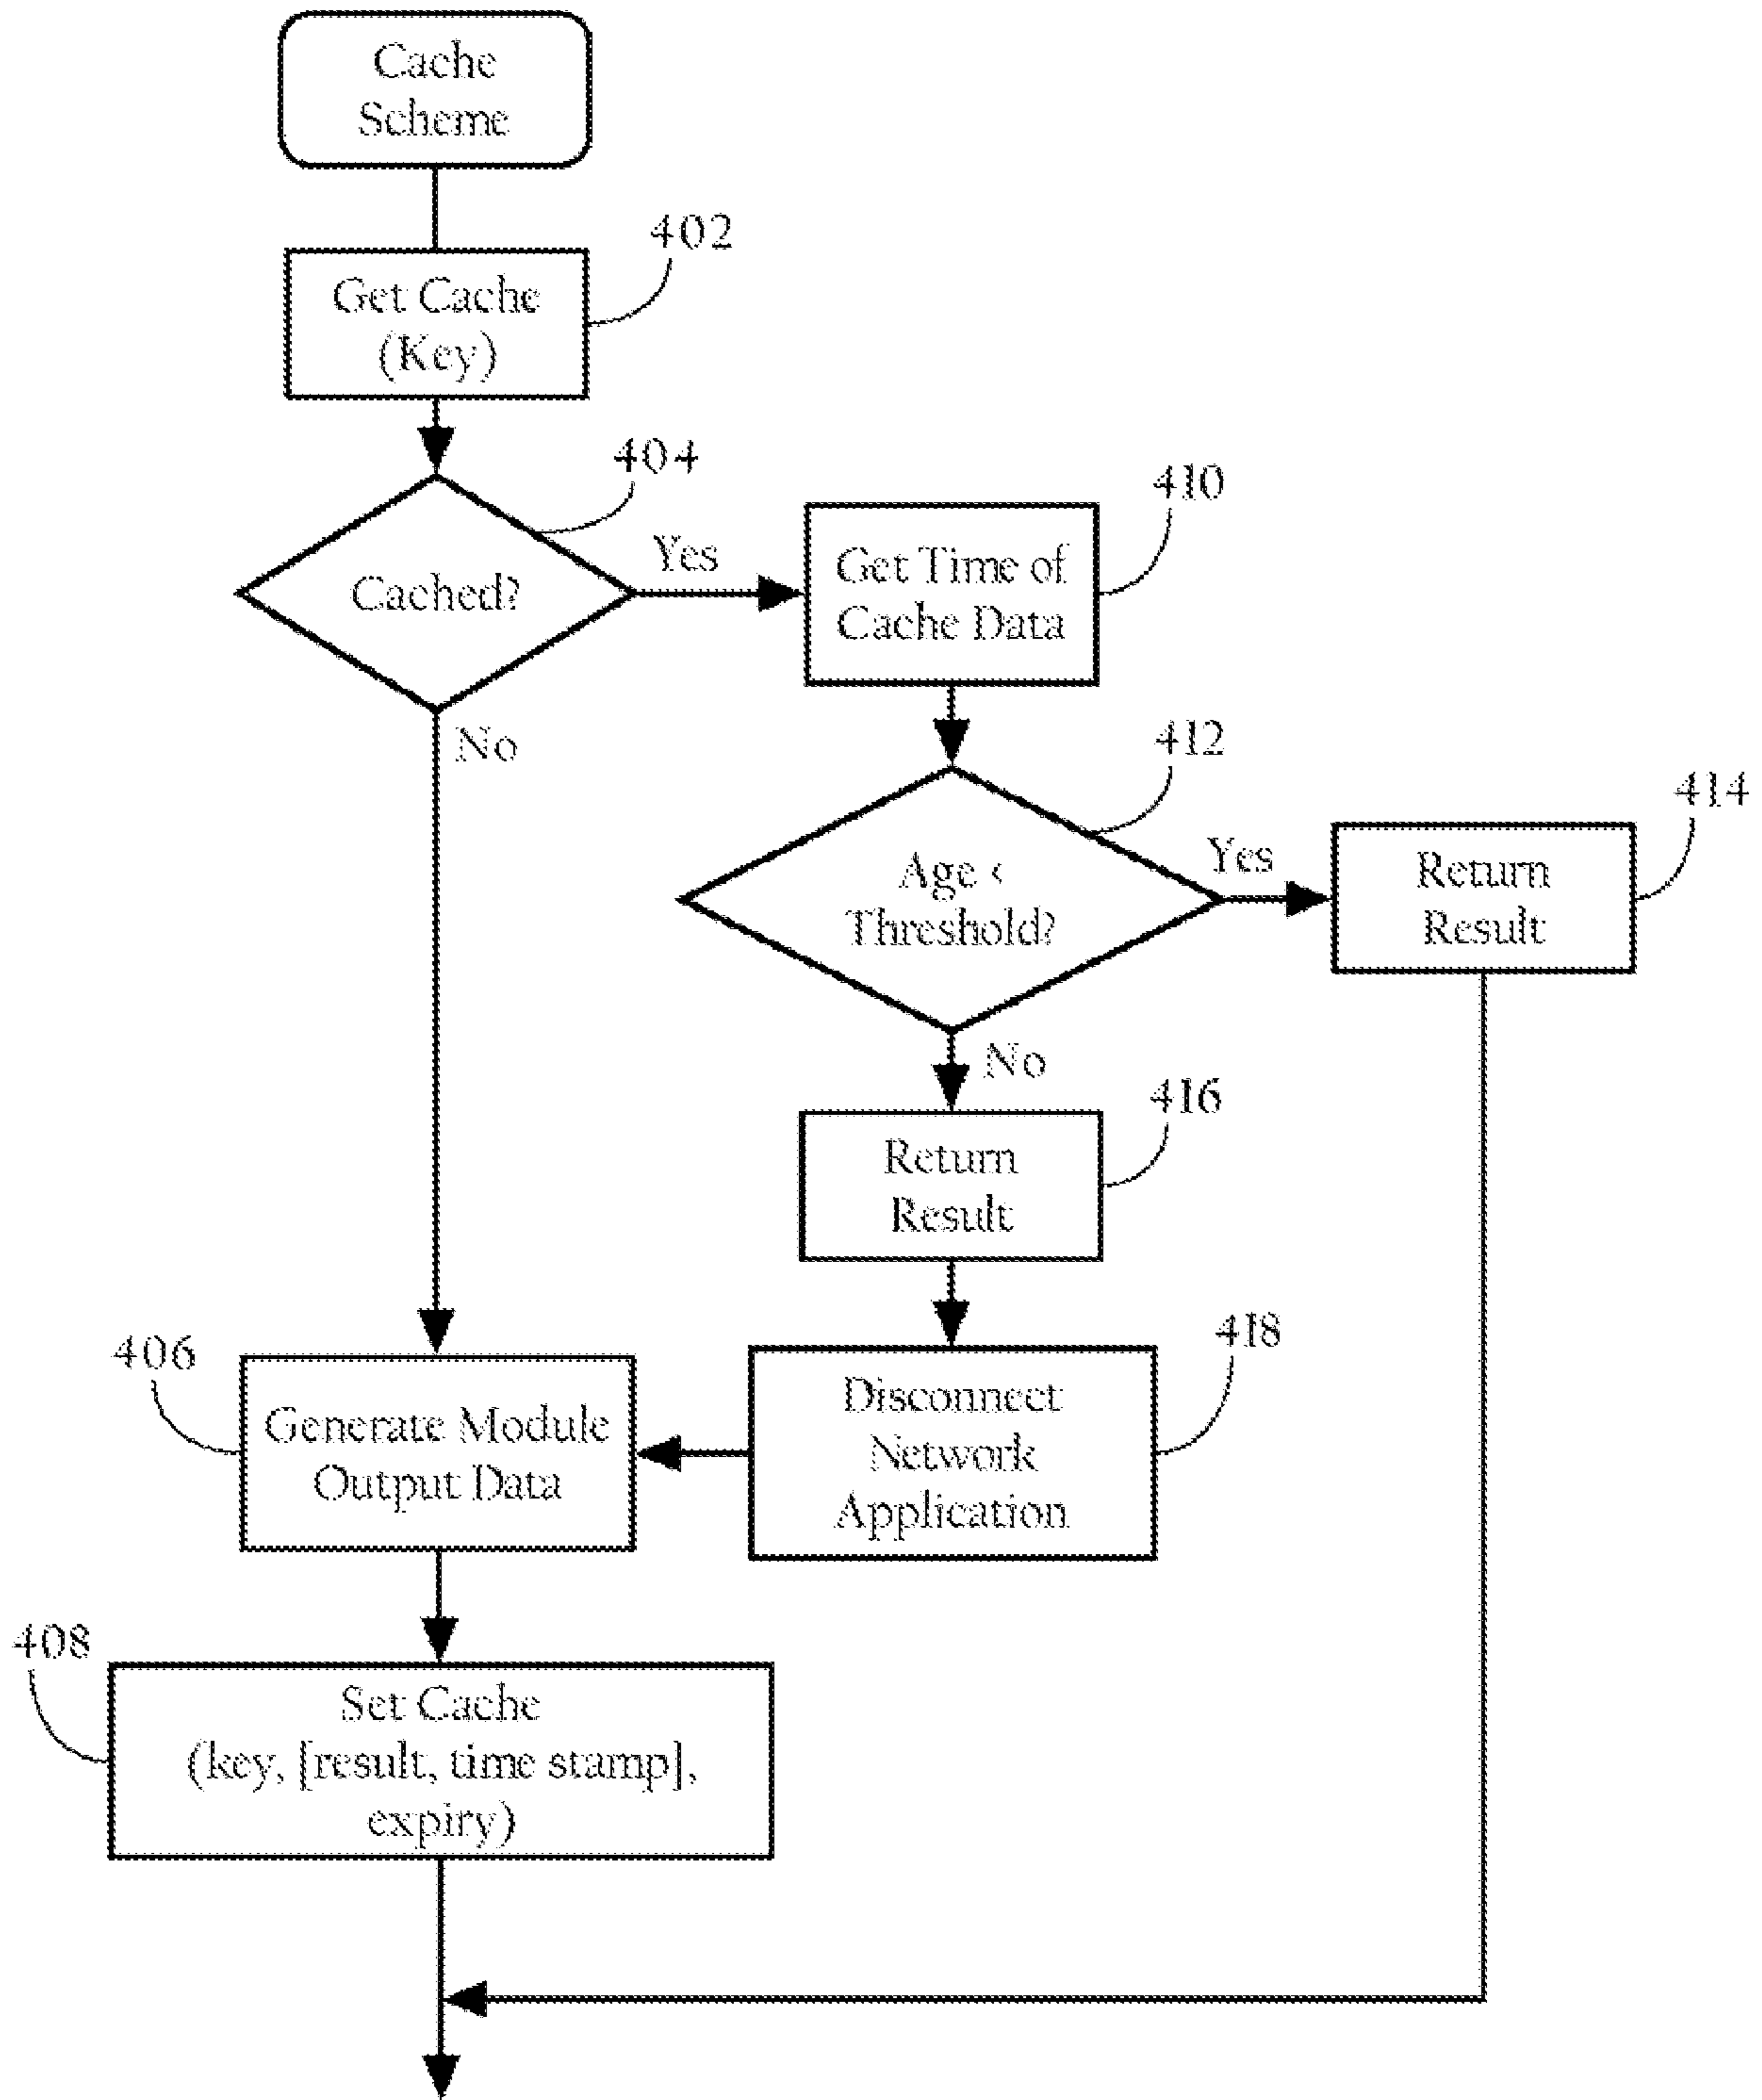 Cache
Scheme
402
Get Cache
(Key)
404
Cached?
Yes
No
410
Get Time of
Cache Data
412
Age <
Threshold?
Yes
No
414
Return
Result
416
Return
Result
418
Disconnect
Network
Application
406
Generate Module
Output Data
408
Set Cache
(key, [result, time stamp],
expiry)